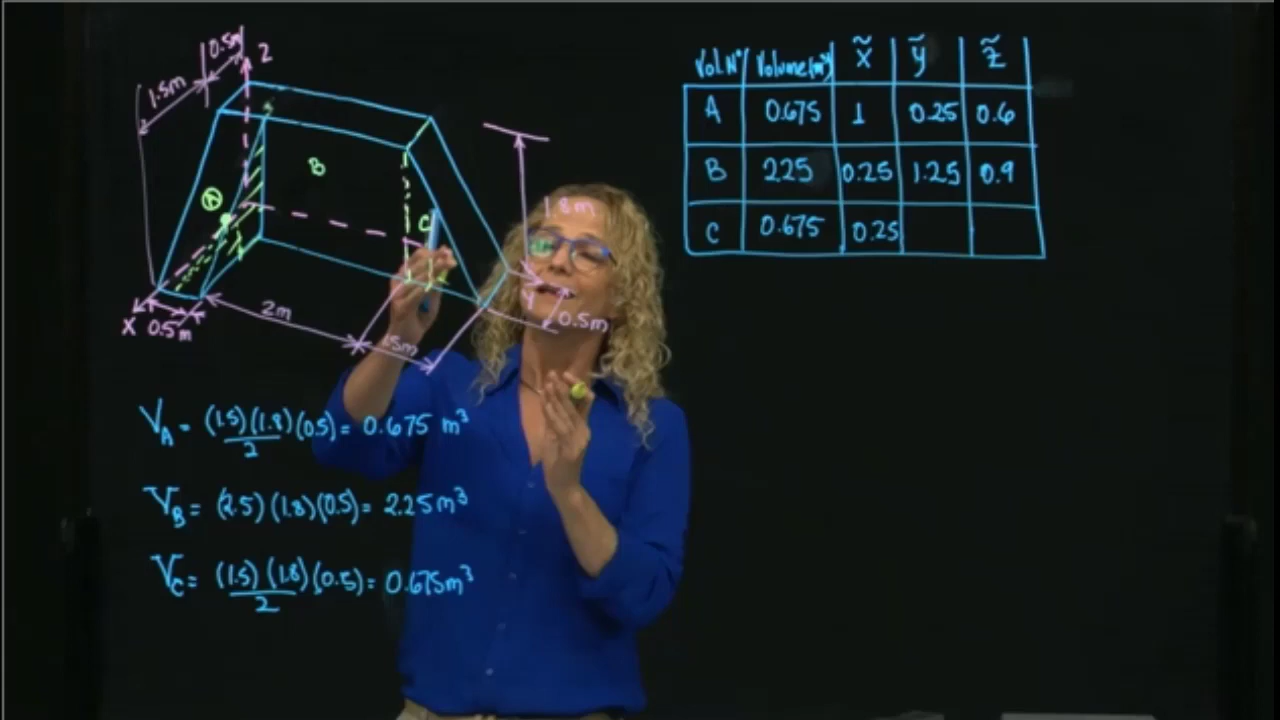 0.5m
Z
1.5m
A
B
C
1.8m
Y
X 0.5m
2m
1.5m
0.5m
V_A = (1.5)(1.8)/2 (0.5) = 0.675 m³
V_B = (2.5)(1.8)(0.5) = 2.25 m³
V_C = (1.5)(1.8)/2 (0.5) = 0.675 m³
Vol. N° Volume (m³) x̃ ỹ z̃
A 0.675 1 0.25 0.6
B 2.25 0.25 1.25 0.9
C 0.675 0.25